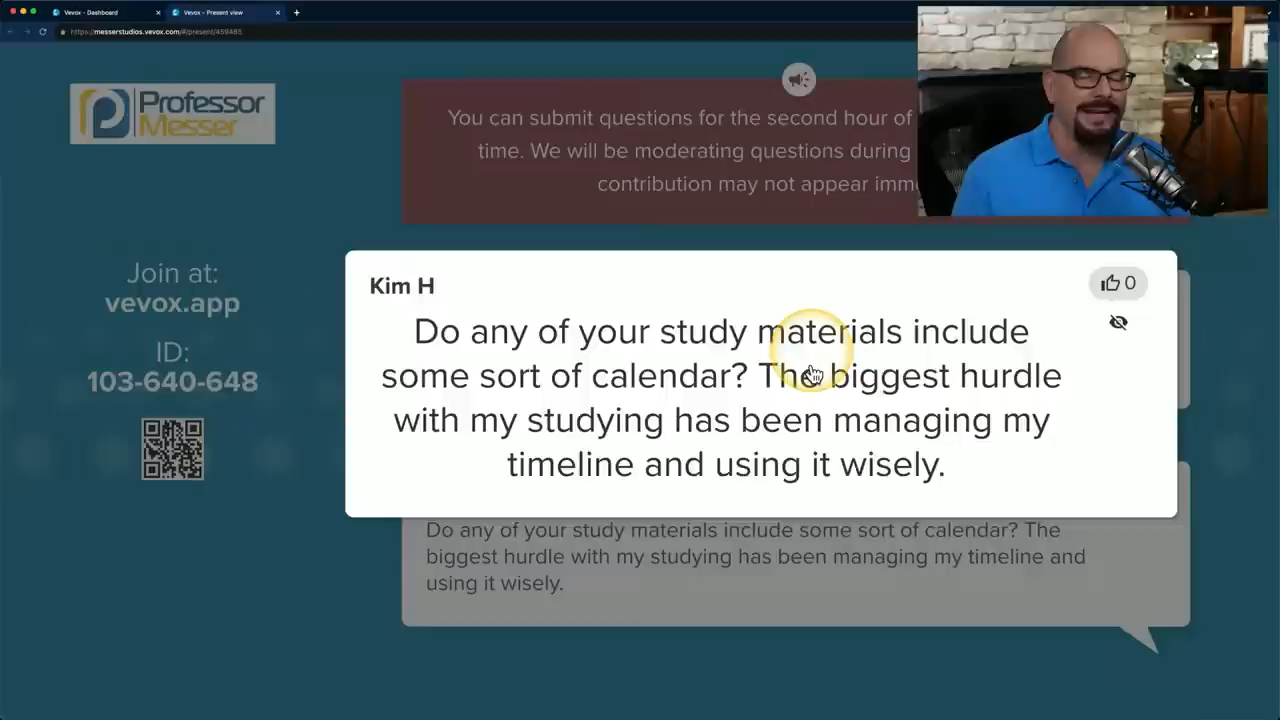 Vevox - Dashboard
Vevox - Present view
https://messerstudios.vevox.com/#/present/459485
Professor
Messer
You can submit questions for the second hour of
time. We will be moderating questions during
contribution may not appear imm
Join at:
vevox.app
ID:
103-640-648
Kim H
0
Do any of your study materials include
some sort of calendar? The biggest hurdle
with my studying has been managing my
timeline and using it wisely.
Do any of your study materials include some sort of calendar? The
biggest hurdle with my studying has been managing my timeline and
using it wisely.